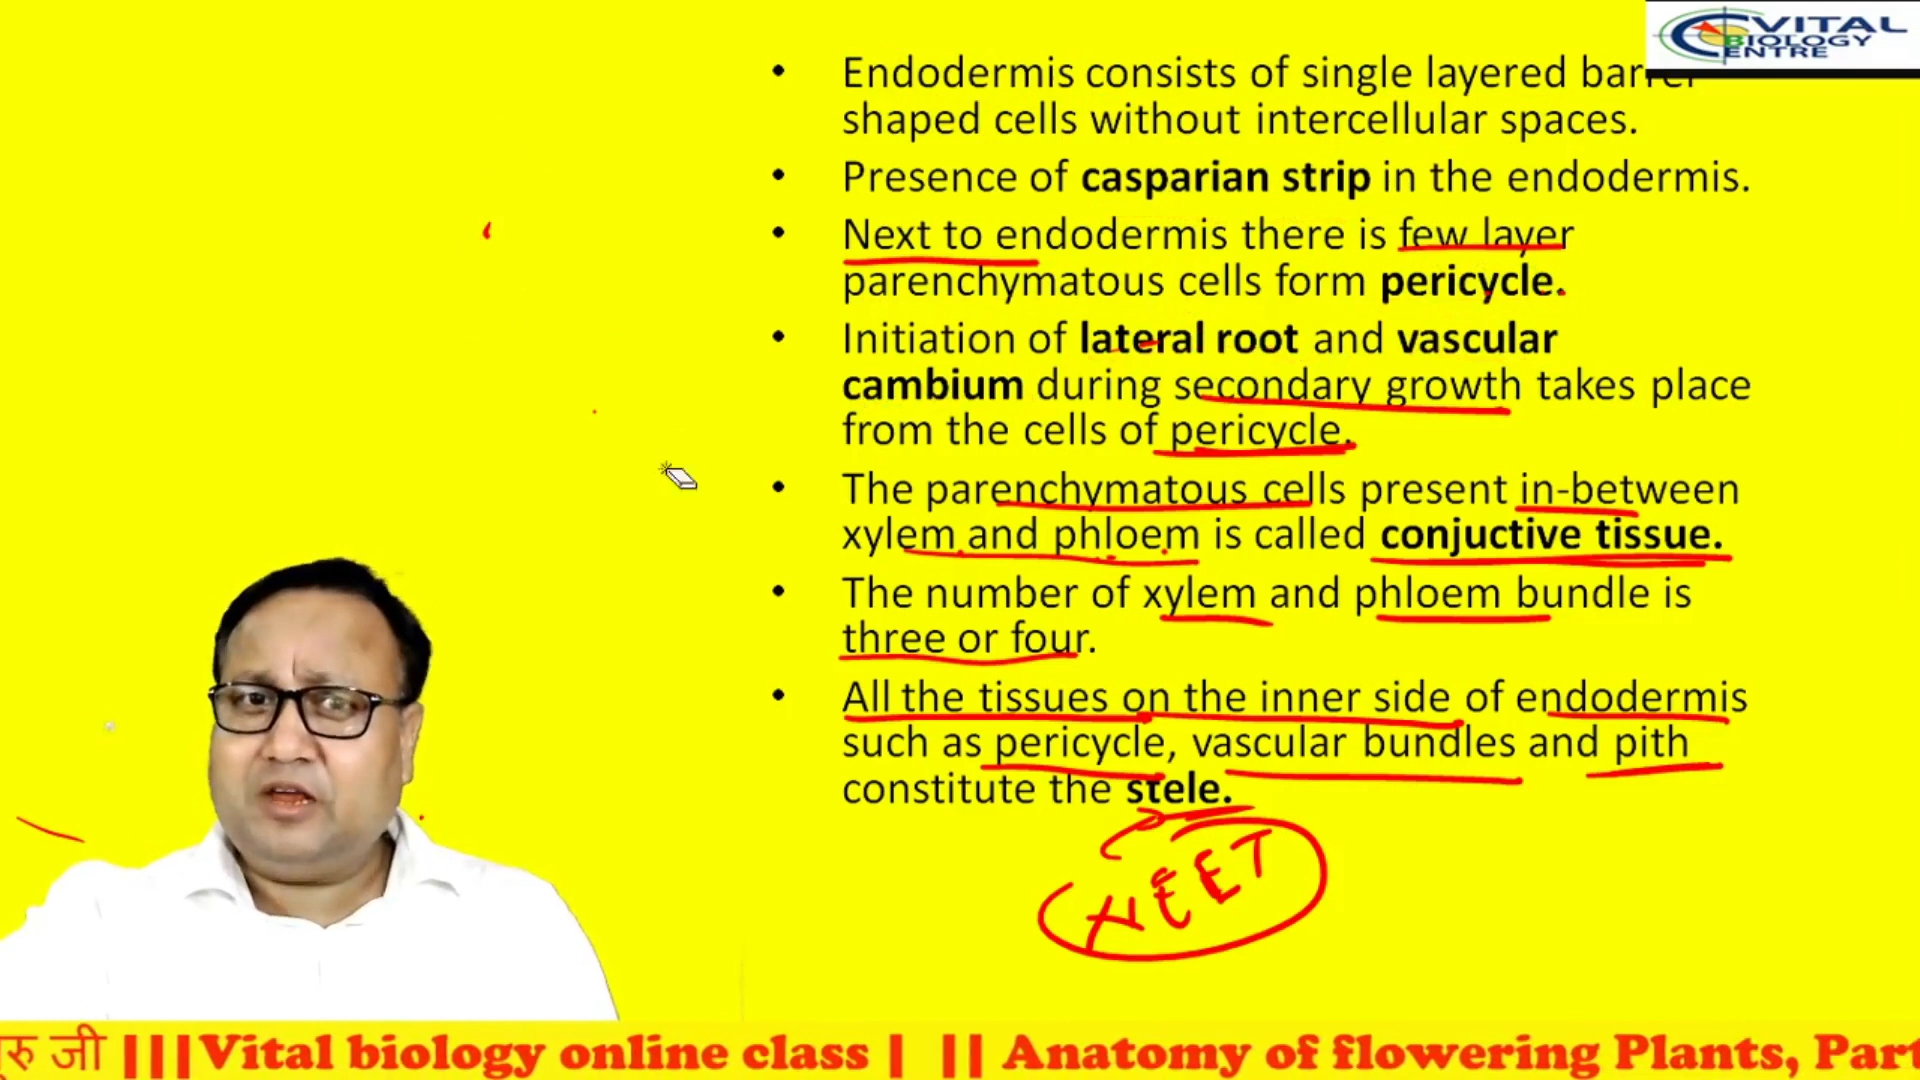 VITAL
BIOLOGY
CENTRE
• Endodermis consists of single layered barrel
shaped cells without intercellular spaces.
• Presence of casparian strip in the endodermis.
• Next to endodermis there is few layer
parenchymatous cells form pericycle.
• Initiation of lateral root and vascular
cambium during secondary growth takes place
from the cells of pericycle.
• The parenchymatous cells present in-between
xylem and phloem is called conjuctive tissue.
• The number of xylem and phloem bundle is
three or four.
• All the tissues on the inner side of endodermis
such as pericycle, vascular bundles and pith
constitute the stele.
NEET
जी |||Vital biology online class | || Anatomy of flowering Plants, Part